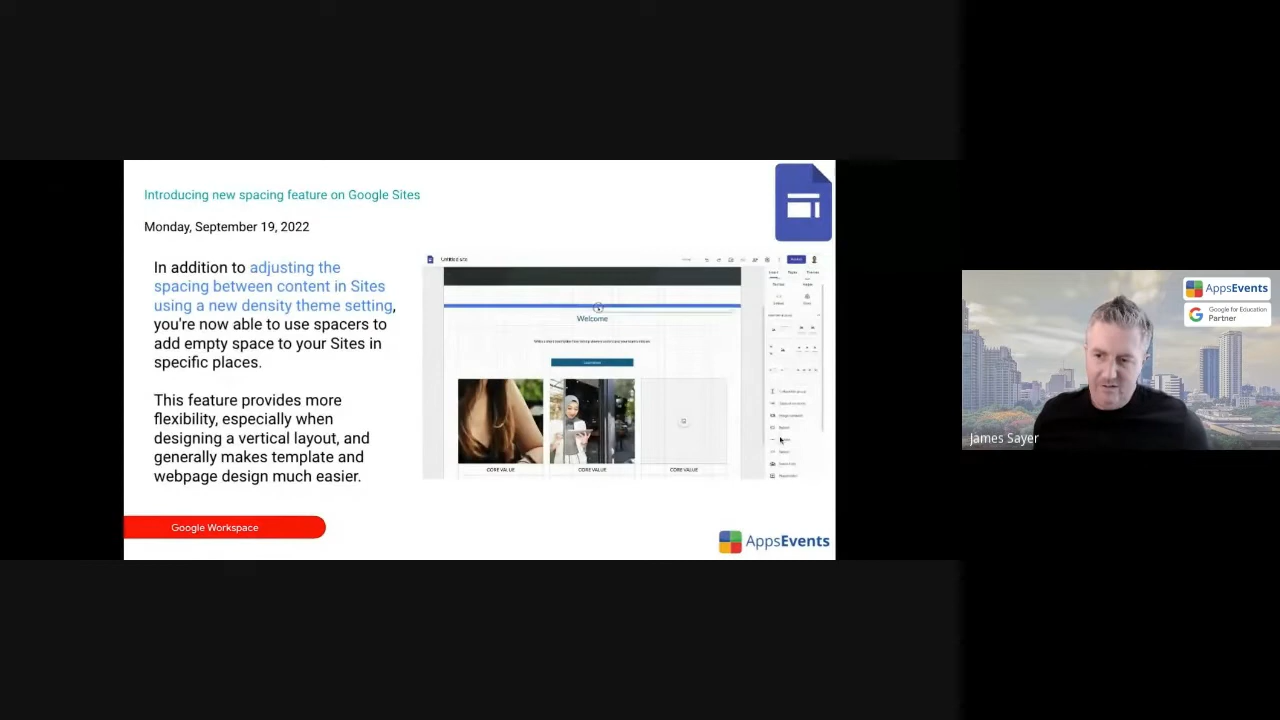 Introducing new spacing feature on Google Sites
Monday, September 19, 2022
In addition to adjusting the
spacing between content in Sites
using a new density theme setting,
you're now able to use spacers to
add empty space to your Sites in
specific places.
This feature provides more
flexibility, especially when
designing a vertical layout, and
generally makes template and
webpage design much easier.
Google Workspace
Untitled site
Pages
Themes
Welcome
CORE VALUE
CORE VALUE
CORE VALUE
AppsEvents
AppsEvents
Google for Education
Partner
James Sayer